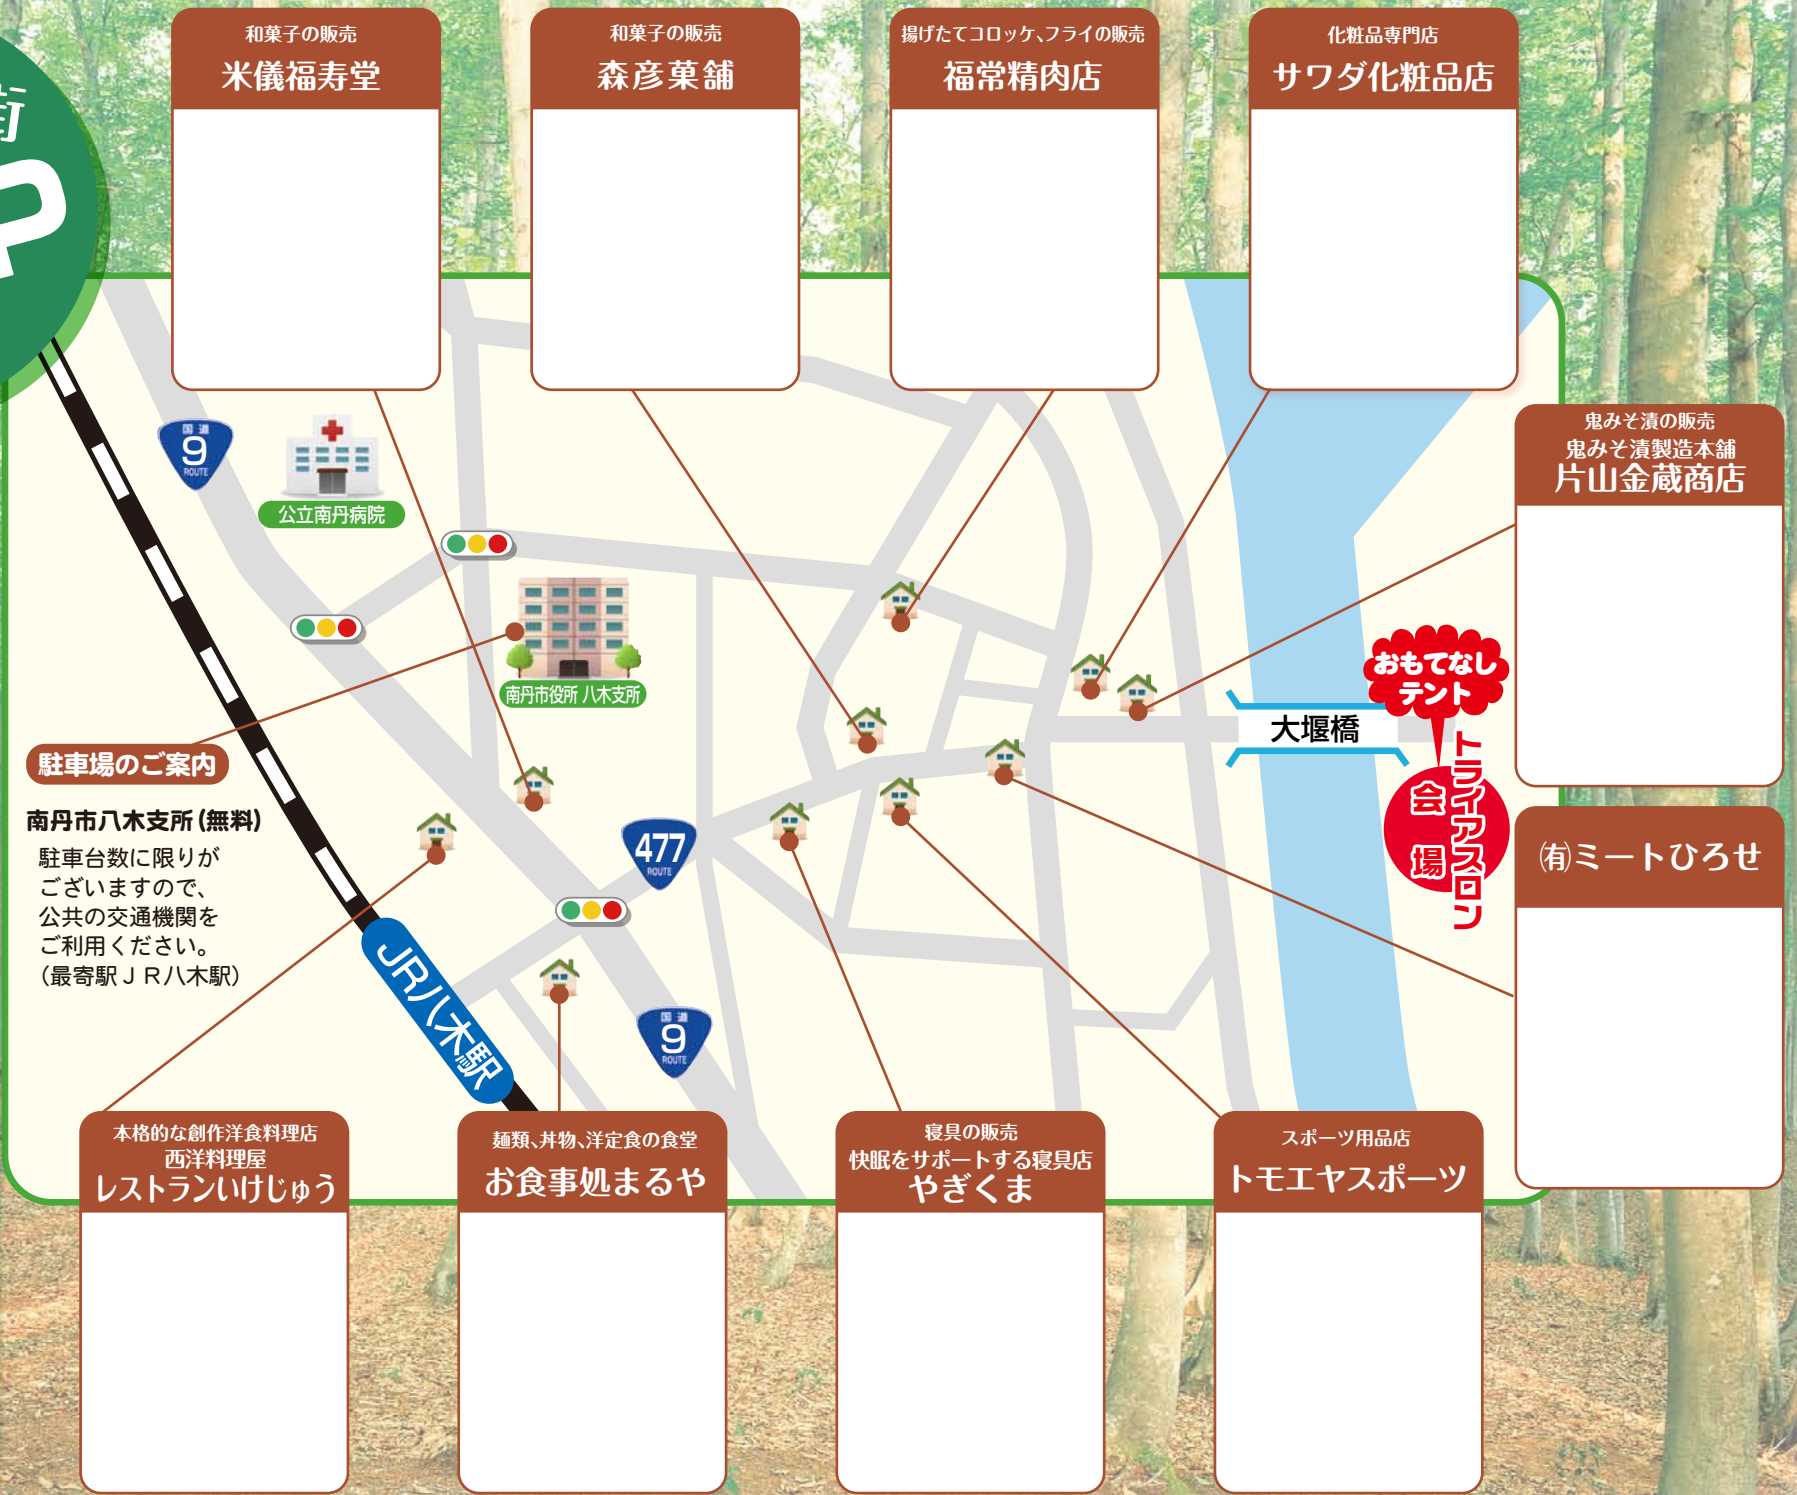 街
や
和菓子の販売
米儀福寿堂
和菓子の販売
森彦菓舗
揚げたてコロッケ、フライの販売
福常精肉店
化粧品専門店
サワダ化粧品店
鬼みそ漬の販売
鬼みそ漬製造本舗
片山金蔵商店
国道
9
ROUTE
公立南丹病院
南丹市役所 八木支所
おもてなし
テント
大堰橋
トライアスロン
会場
駐車場のご案内
南丹市八木支所(無料)
駐車台数に限りが
ございますので、
公共の交通機関を
ご利用ください。
(最寄駅ＪＲ八木駅)
477
ROUTE
㈲ミートひろせ
JR八木駅
国道
9
ROUTE
本格的な創作洋食料理店
西洋料理屋
レストランいけじゅう
麺類、丼物、洋定食の食堂
お食事処まるや
寝具の販売
快眠をサポートする寝具店
やぎくま
スポーツ用品店
トモエヤスポーツ